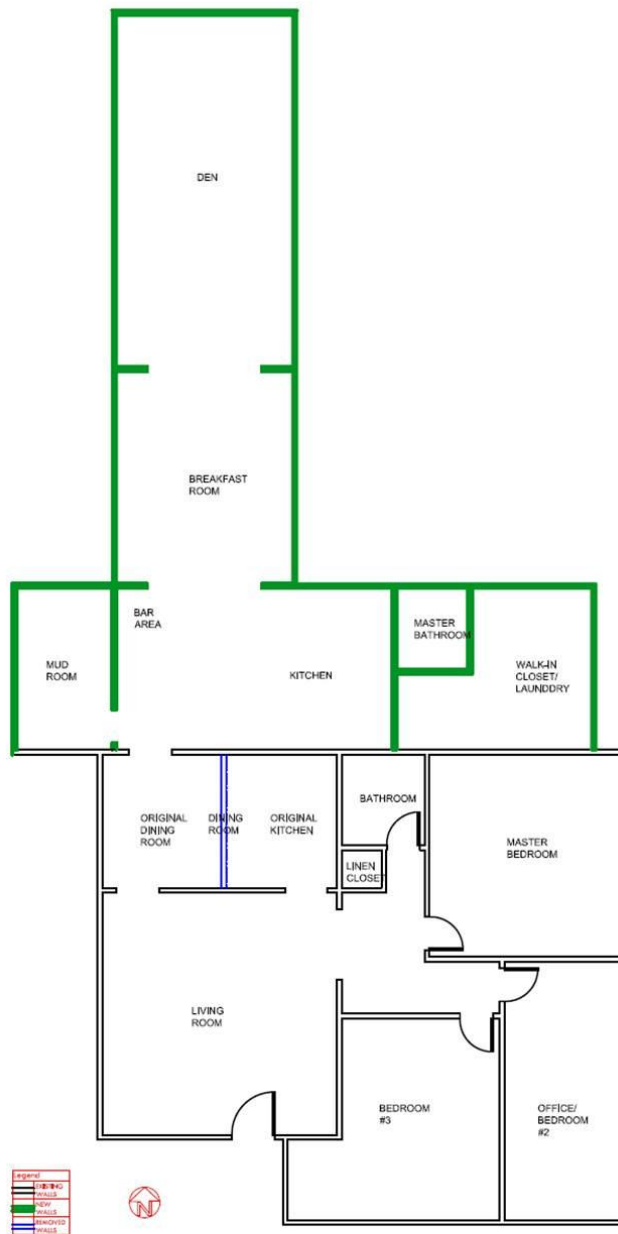 DEN
BREAKFAST
ROOM
BAR
AREA
MUD
ROOM
KITCHEN
MASTER
BATHROOM
WALK-IN
CLOSET/
LAUNDDRY
ORIGINAL
DINING
ROOM
DINING
ROOM
ORIGINAL
KITCHEN
BATHROOM
LINEN
CLOSET
MASTER
BEDROOM
LIVING
ROOM
BEDROOM
#3
OFFICE/
BEDROOM
#2
Legend
EXISTING
WALLS
NEW
WALLS
REMOVED
WALLS
N